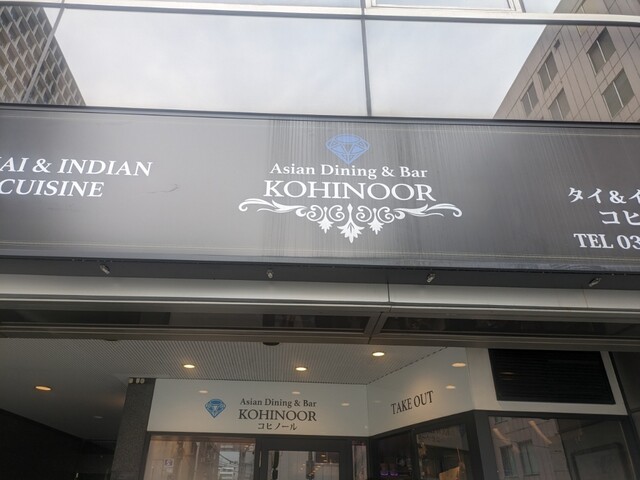 AI & INDIAN
CUISINE
Asian Dining & Bar
KOHINOOR
タイ&
コヒ
TEL 03
Asian Dining & Bar
KOHINOOR
コヒノール
TAKE OUT